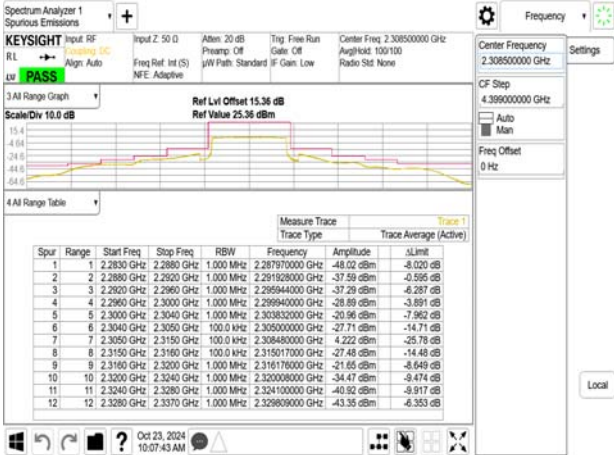 Spectrum Analyzer 1
Spurious Emissions
Frequency
KEYSIGHT Input: RF
Coupling: DC
Align: Auto
RL
LXI PASS
Input Z: 50 Ω
Freq Ref: Int (S)
NFE: Adaptive
Atten: 20 dB
Preamp: Off
µW Path: Standard
Trig: Free Run
Gate: Off
IF Gain: Low
Center Freq: 2.308500000 GHz
Avg|Hold: 100/100
Radio Std: None
Center Frequency
2.308500000 GHz
Settings
CF Step
4.399000000 GHz
Auto
Man
Freq Offset
0 Hz
Local
3 All Range Graph
Scale/Div 10.0 dB
Ref Lvl Offset 15.36 dB
Ref Value 25.36 dBm
15.4
-4.64
-24.6
-44.6
-64.6
4 All Range Table
Measure Trace Trace 1
Trace Type Trace Average (Active)
Spur Range Start Freq Stop Freq RBW Frequency Amplitude ΔLimit
1 1 2.2830 GHz 2.2880 GHz 1.000 MHz 2.287970000 GHz -48.02 dBm -8.020 dB
2 2 2.2880 GHz 2.2920 GHz 1.000 MHz 2.291928000 GHz -37.59 dBm -0.595 dB
3 3 2.2920 GHz 2.2960 GHz 1.000 MHz 2.295944000 GHz -37.29 dBm -6.287 dB
4 4 2.2960 GHz 2.3000 GHz 1.000 MHz 2.299940000 GHz -28.89 dBm -3.891 dB
5 5 2.3000 GHz 2.3040 GHz 1.000 MHz 2.303832000 GHz -20.96 dBm -7.962 dB
6 6 2.3040 GHz 2.3050 GHz 100.0 kHz 2.305000000 GHz -27.71 dBm -14.71 dB
7 7 2.3050 GHz 2.3150 GHz 100.0 kHz 2.308480000 GHz 4.222 dBm -25.78 dB
8 8 2.3150 GHz 2.3160 GHz 100.0 kHz 2.315017000 GHz -27.48 dBm -14.48 dB
9 9 2.3160 GHz 2.3200 GHz 1.000 MHz 2.316176000 GHz -21.65 dBm -8.649 dB
10 10 2.3200 GHz 2.3240 GHz 1.000 MHz 2.320008000 GHz -34.47 dBm -9.474 dB
11 11 2.3240 GHz 2.3280 GHz 1.000 MHz 2.324100000 GHz -40.92 dBm -9.917 dB
12 12 2.3280 GHz 2.3370 GHz 1.000 MHz 2.329809000 GHz -43.35 dBm -6.353 dB
Oct 23, 2024
10:07:43 AM